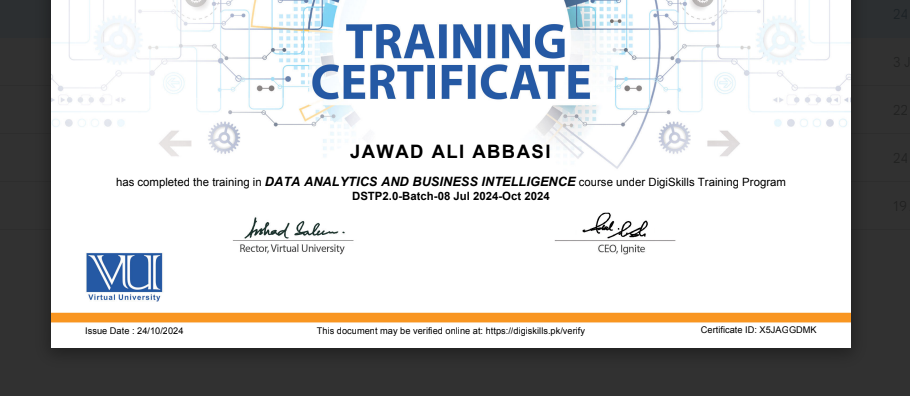 TRAINING
CERTIFICATE
JAWAD ALI ABBASI
has completed the training in DATA ANALYTICS AND BUSINESS INTELLIGENCE course under DigiSkills Training Program
DSTP2.0-Batch-08 Jul 2024-Oct 2024
Rector, Virtual University
CEO, Ignite
VU
Virtual University
Issue Date : 24/10/2024
This document may be verified online at: https://digiskills.pk/verify
Certificate ID: X5JAGGDMK
24
3 J
22
24
19